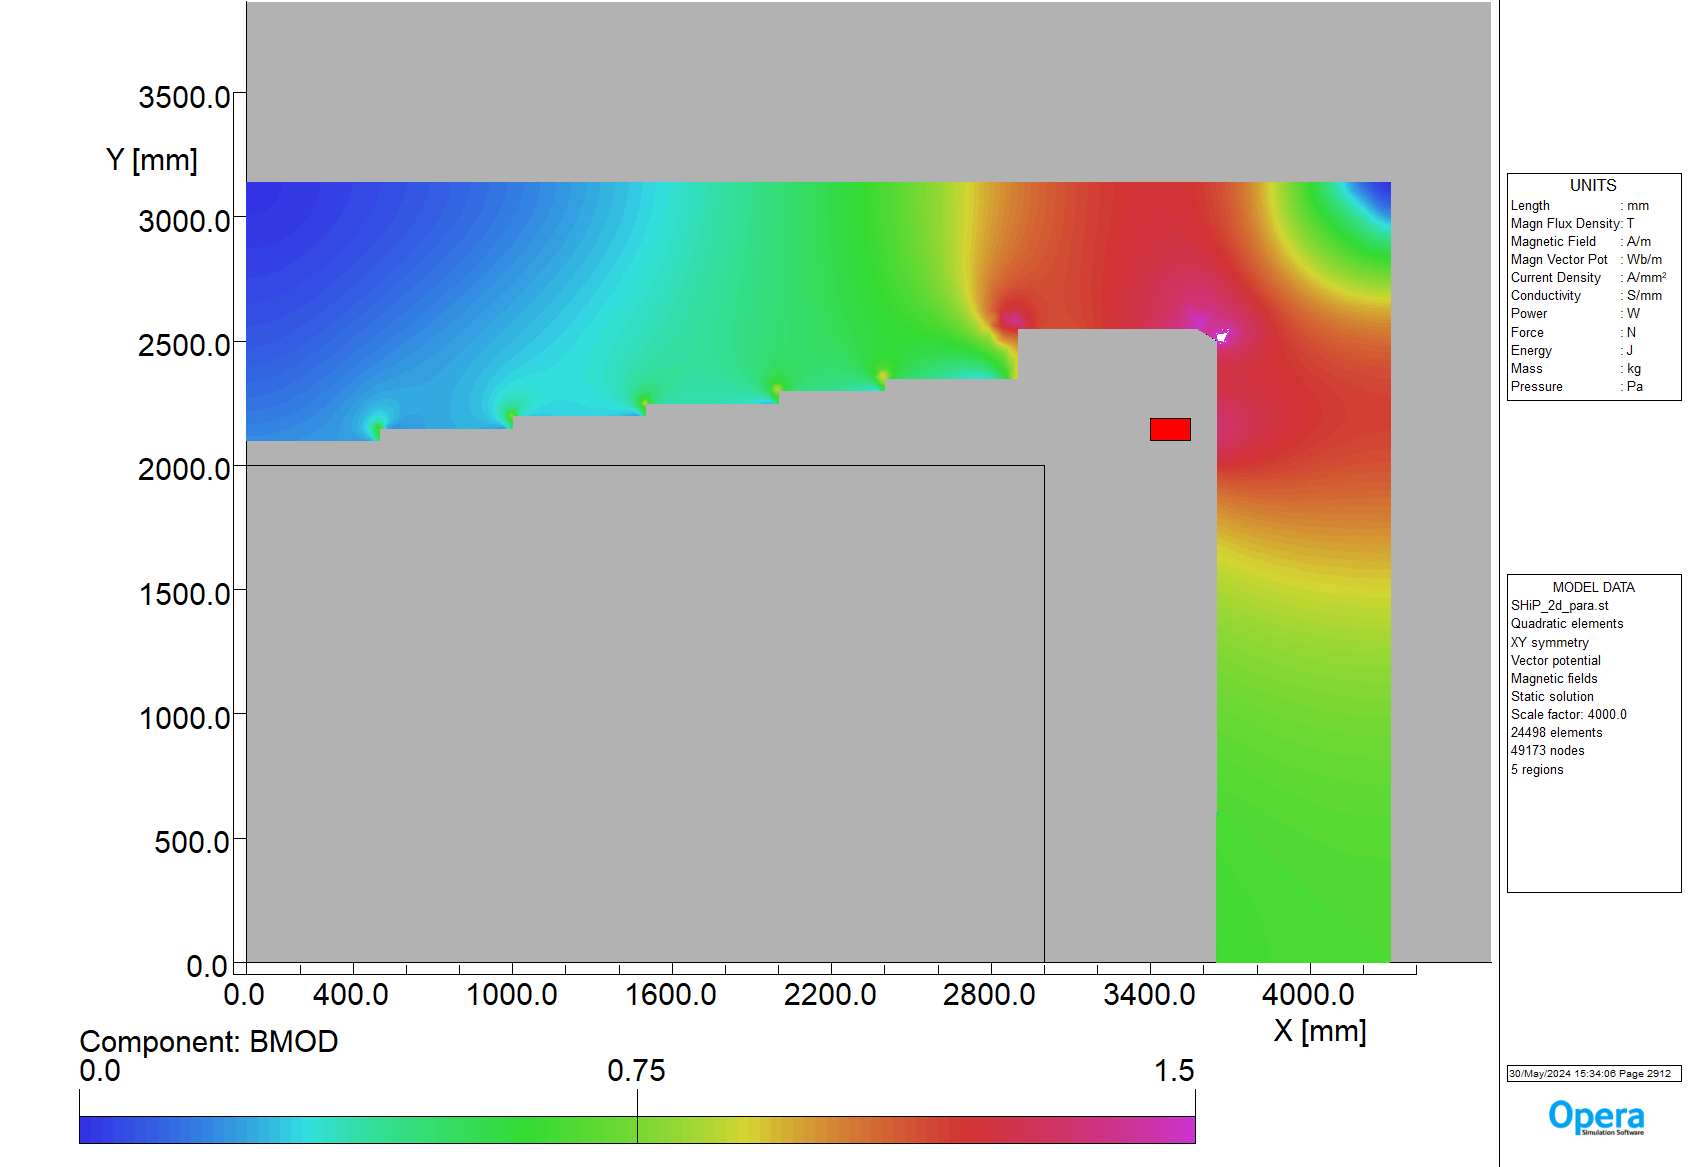 3500.0
Y [mm]
3000.0
2500.0
2000.0
1500.0
1000.0
500.0
0.0
0.0 400.0 1000.0 1600.0 2200.0 2800.0 3400.0 4000.0
X [mm]
Component: BMOD
0.0 0.75 1.5
UNITS
Length : mm
Magn Flux Density: T
Magnetic Field : A/m
Magn Vector Pot : Wb/m
Current Density : A/mm²
Conductivity : S/mm
Power : W
Force : N
Energy : J
Mass : kg
Pressure : Pa
MODEL DATA
SHiP_2d_para.st
Quadratic elements
XY symmetry
Vector potential
Magnetic fields
Static solution
Scale factor: 4000.0
24498 elements
49173 nodes
5 regions
30/May/2024 15:34:06 Page 2912
Opera
Simulation Software